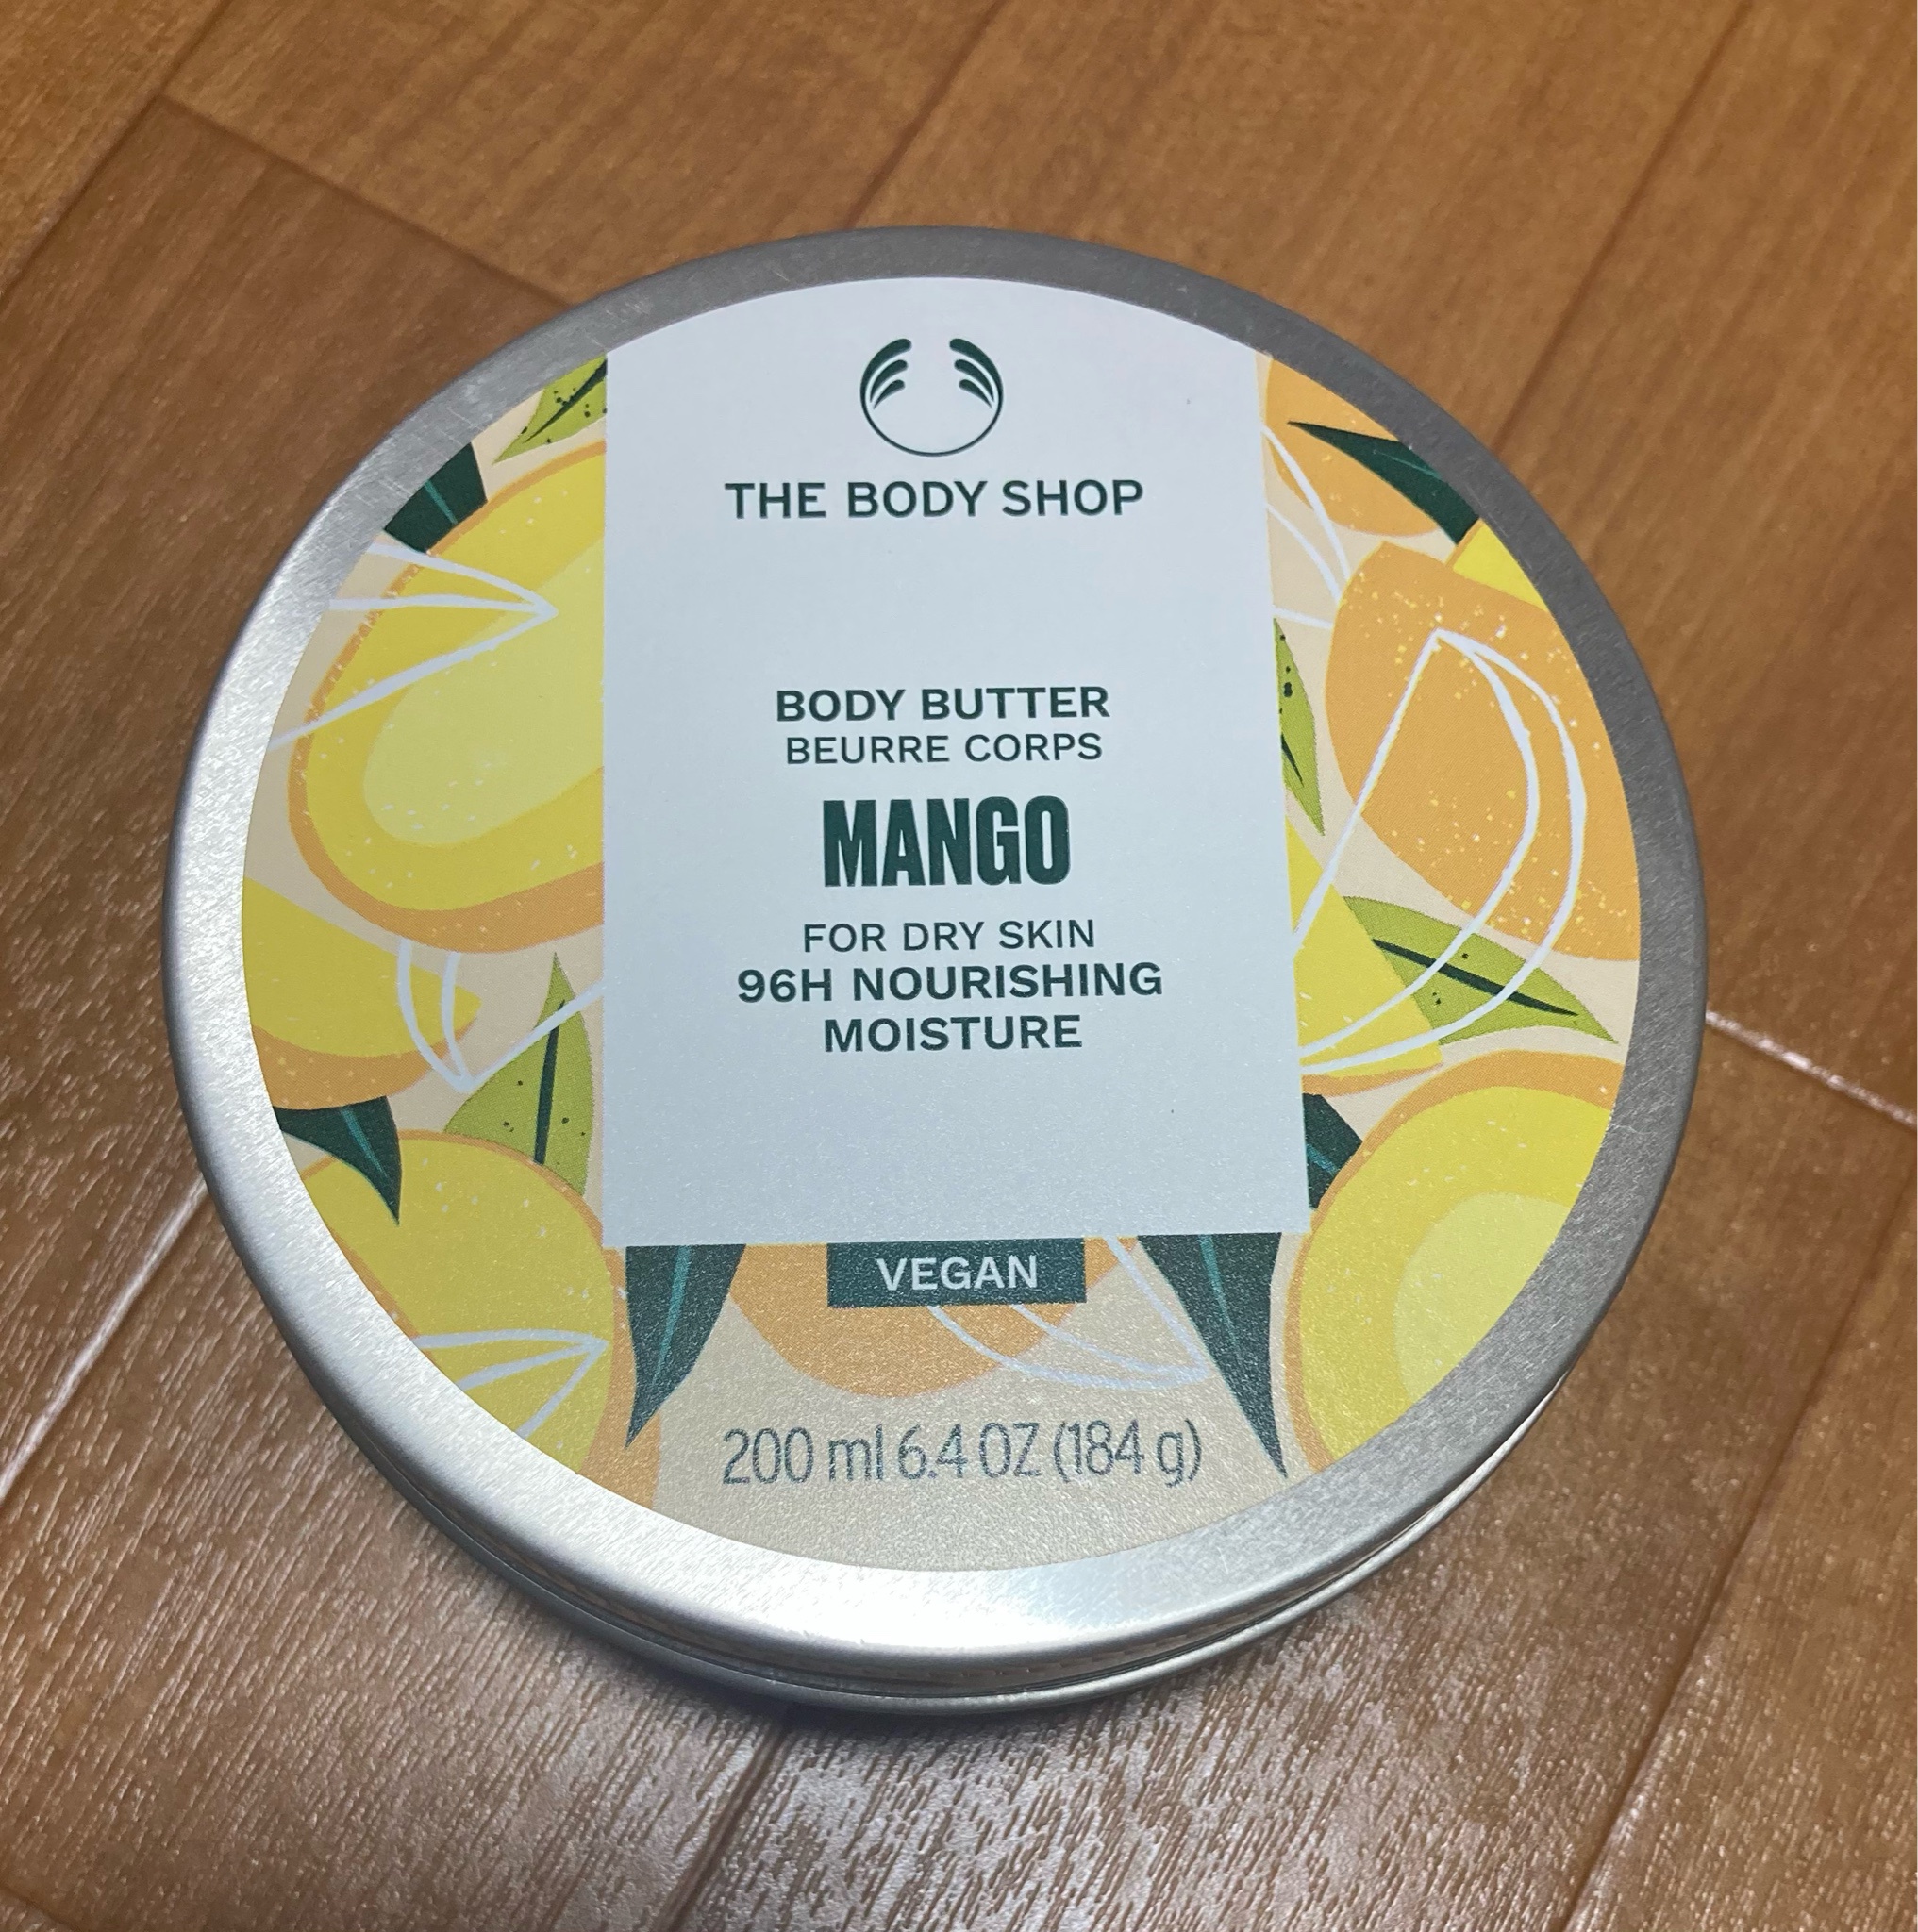 THE BODY SHOP
BODY BUTTER
BEURRE CORPS
MANGO
FOR DRY SKIN
96H NOURISHING
MOISTURE
VEGAN
200 ml 6.4 OZ (184 g)